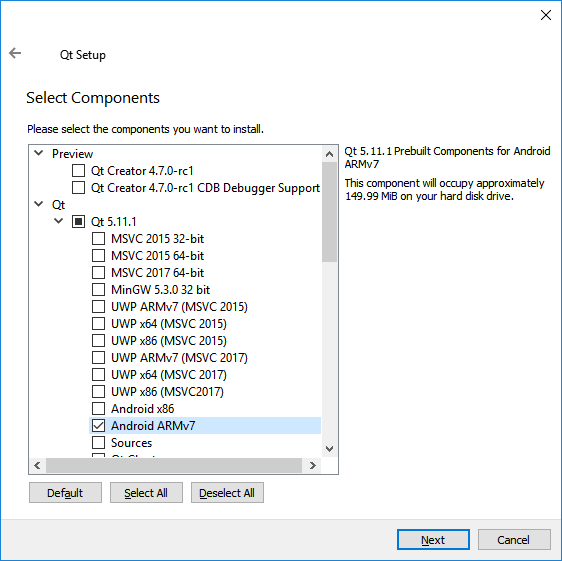 Qt Setup
Select Components
Please select the components you want to install.
Preview
Qt Creator 4.7.0-rc1
Qt Creator 4.7.0-rc1 CDB Debugger Support
Qt
Qt 5.11.1
MSVC 2015 32-bit
MSVC 2015 64-bit
MSVC 2017 64-bit
MinGW 5.3.0 32 bit
UWP ARMv7 (MSVC 2015)
UWP x64 (MSVC 2015)
UWP x86 (MSVC 2015)
UWP ARMv7 (MSVC 2017)
UWP x64 (MSVC 2017)
UWP x86 (MSVC2017)
Android x86
Android ARMv7
Sources
Qt 5.11.1 Prebuilt Components for Android
ARMv7
This component will occupy approximately
149.99 MiB on your hard disk drive.
Default
Select All
Deselect All
Next
Cancel